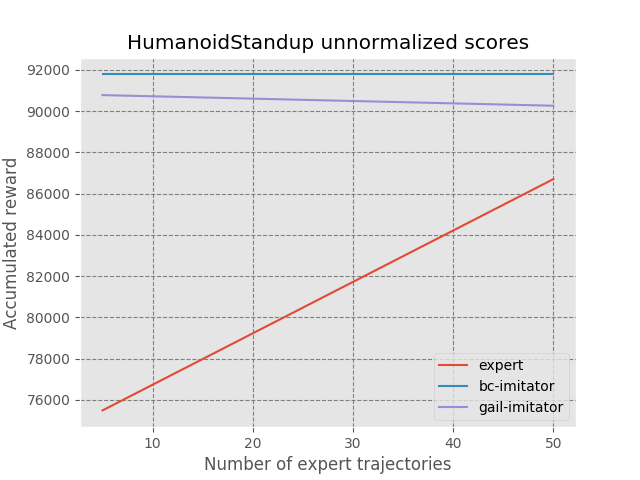 HumanoidStandup unnormalized scores
Accumulated reward
92000
90000
88000
86000
84000
82000
80000
78000
76000
expert
bc-imitator
gail-imitator
10
20
30
40
50
Number of expert trajectories